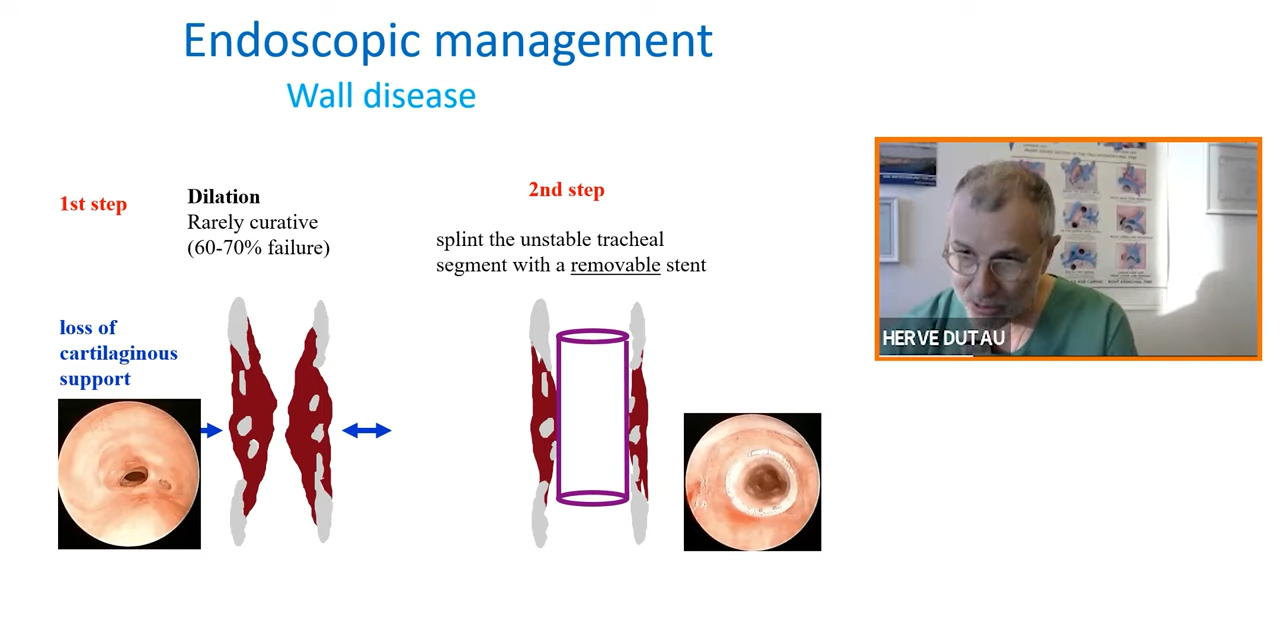 Endoscopic management
Wall disease
1st step
Dilation
Rarely curative
(60-70% failure)
2nd step
splint the unstable tracheal
segment with a removable stent
loss of
cartilaginous
support
HERVE DUTAU